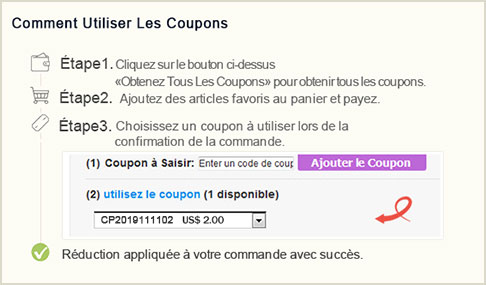 Comment Utiliser Les Coupons
Étape1. Cliquez sur le bouton ci-dessus
«Obtenez Tous Les Coupons» pour obtenir tous les coupons.
Étape2. Ajoutez des articles favoris au panier et payez.
Étape3. Choisissez un coupon à utiliser lors de la
confirmation de la commande.
(1) Coupon à Saisir: Entrer un code de coup Ajouter le Coupon
(2) utilisez le coupon (1 disponible)
CP2019111102 US$ 2.00
Réduction appliquée à votre commande avec succès.